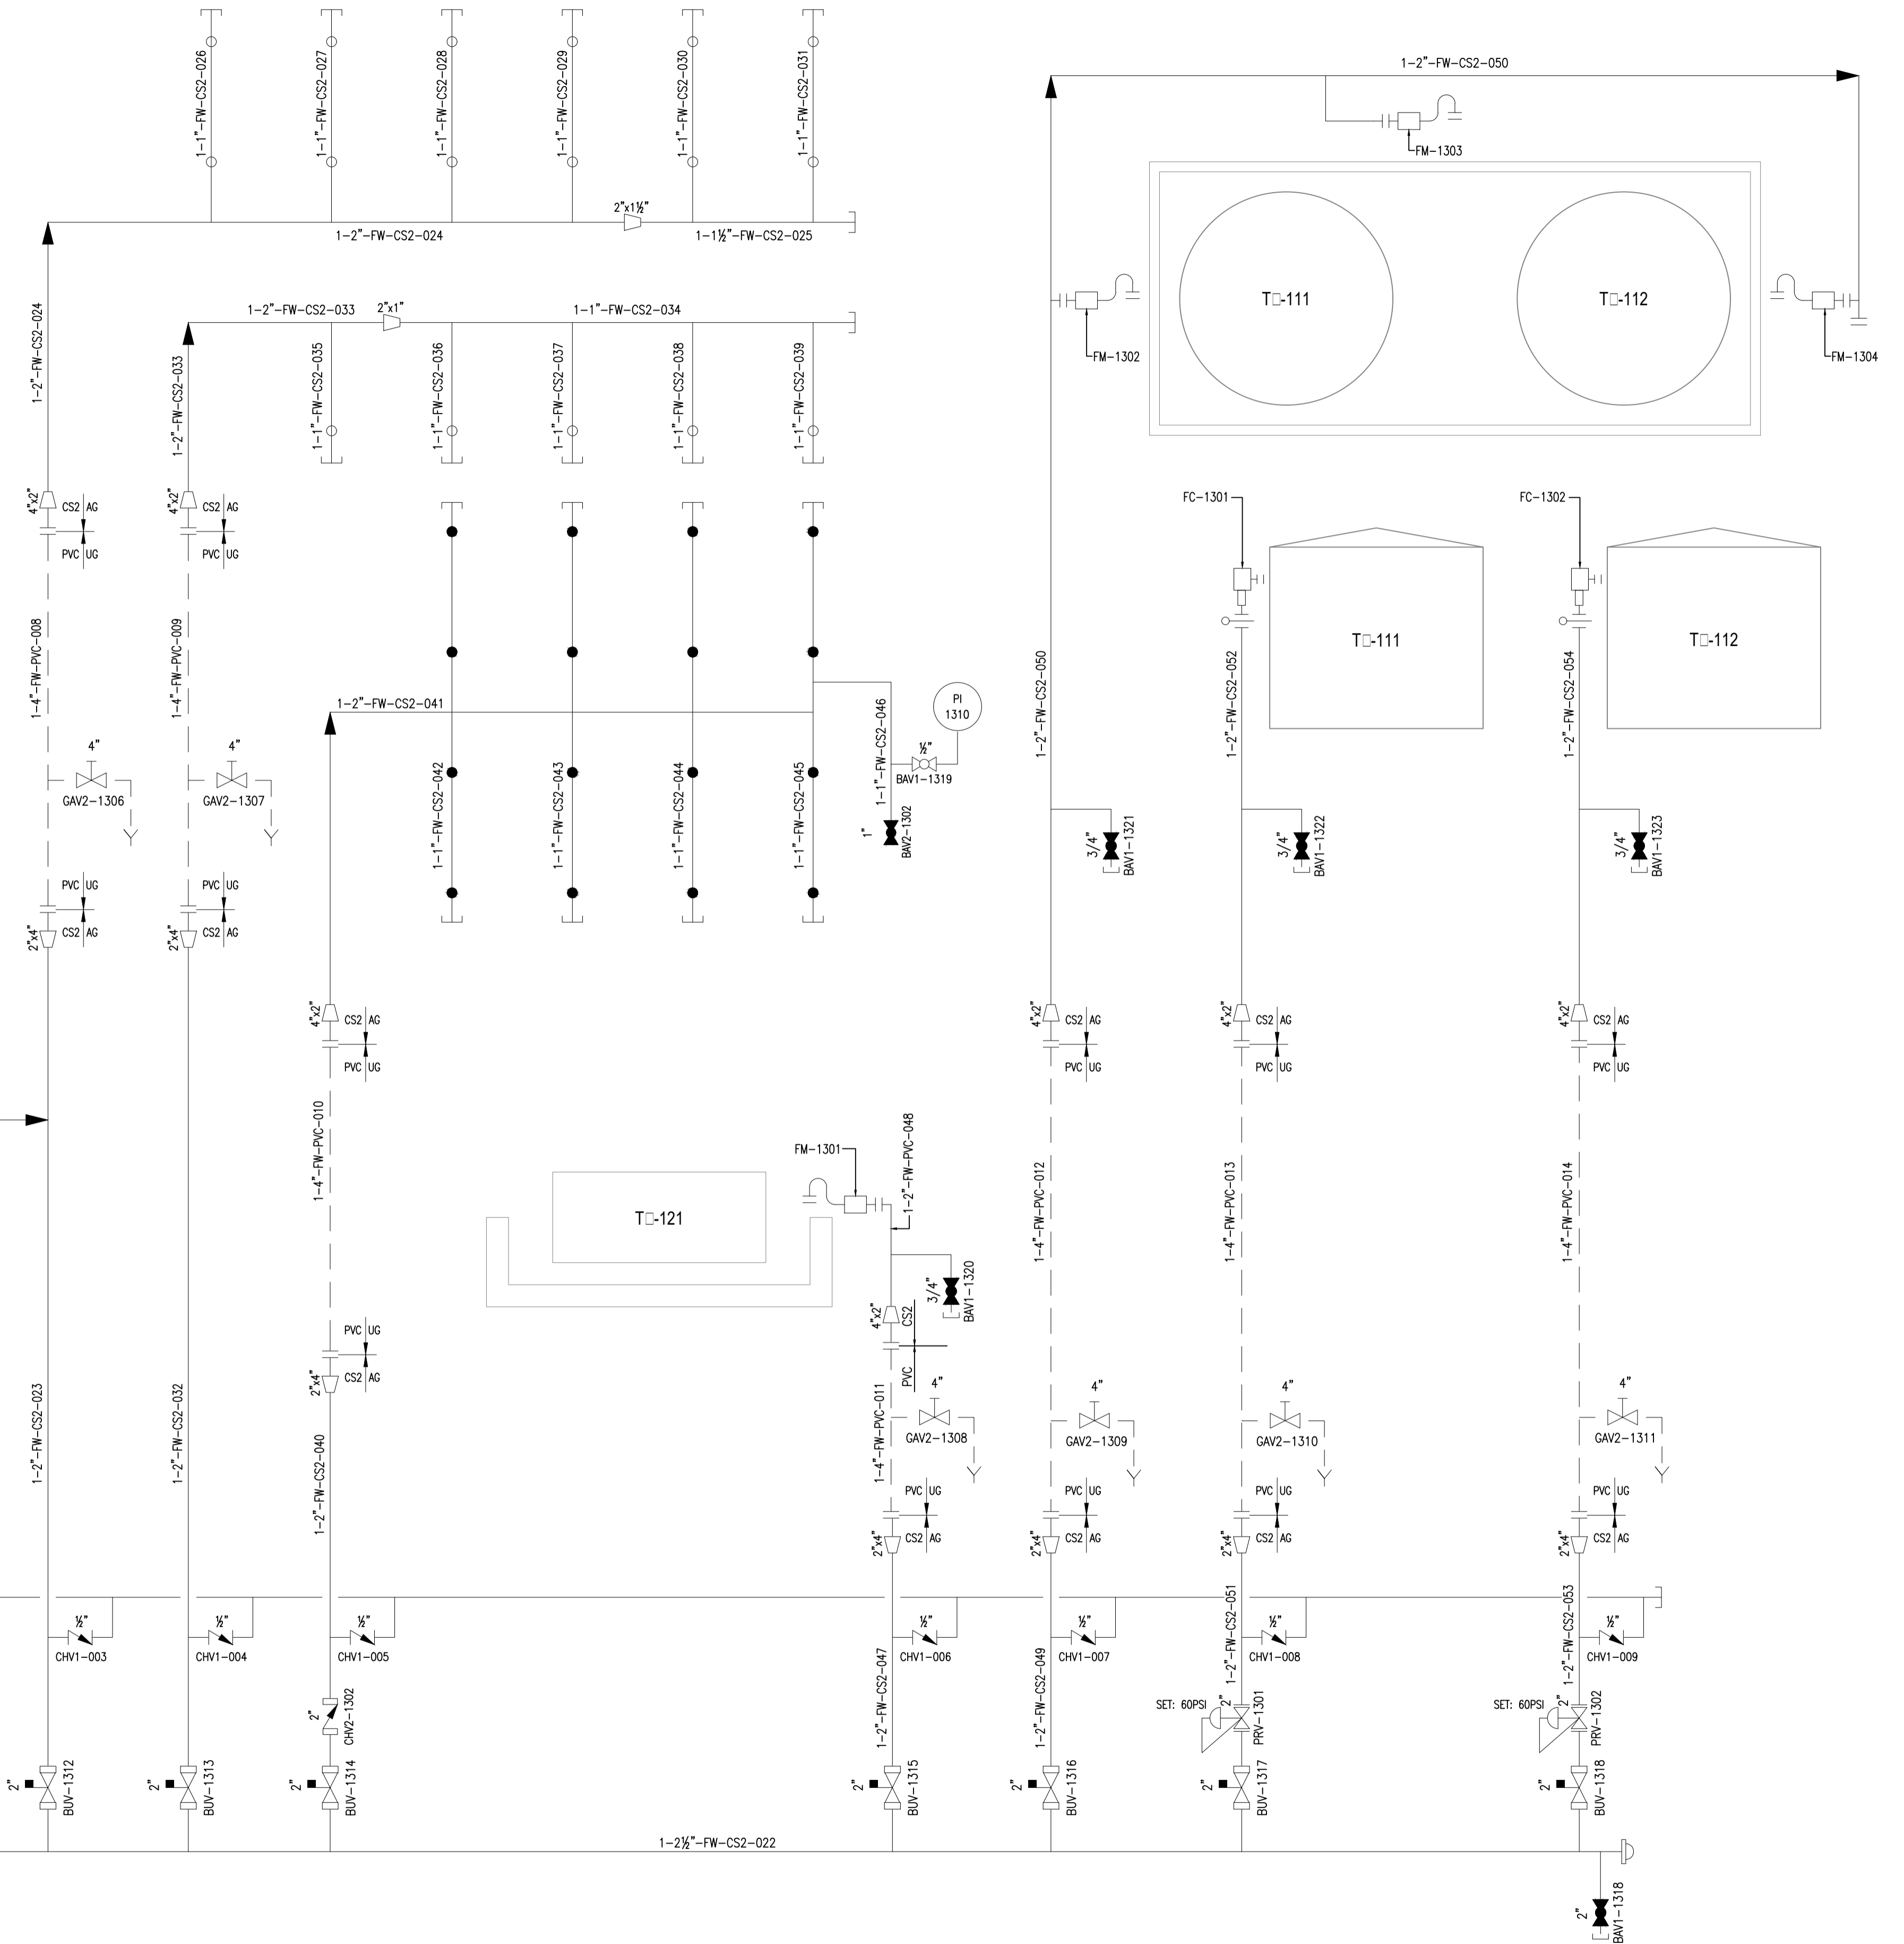 1-1"-FW-CS2-026
1-1"-FW-CS2-027
1-1"-FW-CS2-028
1-1"-FW-CS2-029
1-1"-FW-CS2-030
1-1"-FW-CS2-031
2"x1½"
1-2"-FW-CS2-024
1-1½"-FW-CS2-025
1-2"-FW-CS2-050
FM-1303
T□-111
T□-112
FM-1302
FM-1304
1-2"-FW-CS2-024
1-2"-FW-CS2-033
2"x1"
1-1"-FW-CS2-034
1-2"-FW-CS2-033
1-1"-FW-CS2-035
1-1"-FW-CS2-036
1-1"-FW-CS2-037
1-1"-FW-CS2-038
1-1"-FW-CS2-039
4"x2"
CS2 AG
PVC UG
4"x2"
CS2 AG
PVC UG
FC-1301
FC-1302
T□-111
T□-112
1-4"-FW-PVC-008
1-4"-FW-PVC-009
1-2"-FW-CS2-041
1-2"-FW-CS2-050
1-2"-FW-CS2-052
1-2"-FW-CS2-054
4"
GAV2-1306
4"
GAV2-1307
1-1"-FW-CS2-042
1-1"-FW-CS2-043
1-1"-FW-CS2-044
1-1"-FW-CS2-045
1-1"-FW-CS2-046
PI
1310
½"
BAV1-1319
1"
BAV2-1302
3/4"
BAV1-1321
3/4"
BAV1-1322
3/4"
BAV1-1323
PVC UG
CS2 AG
2"x4"
PVC UG
CS2 AG
2"x4"
4"x2"
CS2 AG
PVC UG
4"x2"
CS2 AG
PVC UG
4"x2"
CS2 AG
PVC UG
4"x2"
CS2 AG
PVC UG
1-4"-FW-PVC-010
FM-1301
1-2"-FW-PVC-048
T□-121
3/4"
BAV1-1320
4"x2"
CS2
PVC
1-4"-FW-PVC-012
1-4"-FW-PVC-013
1-4"-FW-PVC-014
PVC UG
CS2 AG
2"x4"
1-2"-FW-CS2-023
1-2"-FW-CS2-032
1-2"-FW-CS2-040
1-4"-FW-PVC-011
4"
GAV2-1308
4"
GAV2-1309
4"
GAV2-1310
4"
GAV2-1311
PVC UG
CS2 AG
2"x4"
PVC UG
CS2 AG
2"x4"
PVC UG
CS2 AG
2"x4"
PVC UG
CS2 AG
2"x4"
½"
CHV1-003
½"
CHV1-004
½"
CHV1-005
½"
CHV1-006
½"
CHV1-007
½"
CHV1-008
½"
CHV1-009
1-2"-FW-CS2-047
1-2"-FW-CS2-049
1-2"-FW-CS2-051
1-2"-FW-CS2-053
2"
CHV2-1302
SET: 60PSI
2"
PRV-1301
SET: 60PSI
2"
PRV-1302
2"
BUV-1312
2"
BUV-1313
2"
BUV-1314
2"
BUV-1315
2"
BUV-1316
2"
BUV-1317
2"
BUV-1318
1-2½"-FW-CS2-022
2"
BAV1-1318